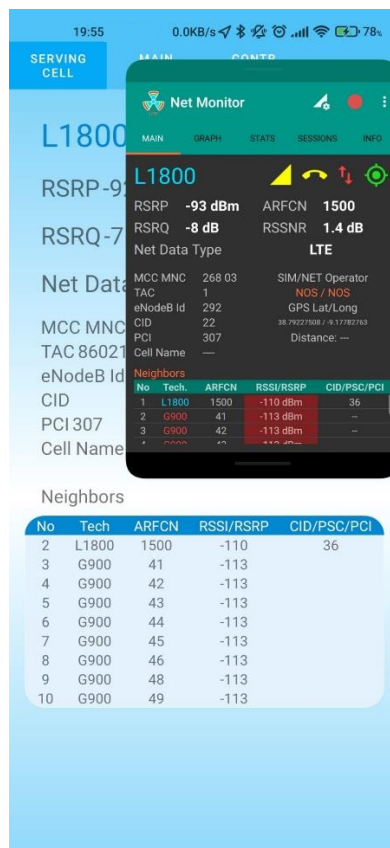 19:55 0.0KB/s 78%
SERVING CELL MAIN CONTR
L1800
RSRP -9
RSRQ -7
Net Data
MCC MNC
TAC 86021
eNodeB Id
CID
PCI 307
Cell Name
Net Monitor
MAIN GRAPH STATS SESSIONS INFO
L1800
RSRP -93 dBm ARFCN 1500
RSRQ -8 dB RSSNR 1.4 dB
Net Data Type LTE
MCC MNC 268 03 SIM/NET Operator
TAC 1 NOS / NOS
eNodeB Id 292 GPS Lat/Long
CID 22 38.79227508 / -9.17782763
PCI 307 Distance: ---
Cell Name ---
Neighbors
No Tech. ARFCN RSSI/RSRP CID/PSC/PCI
1 L1800 1500 -110 dBm 36
2 G900 41 -113 dBm --
3 G900 42 -113 dBm --
Neighbors
No Tech ARFCN RSSI/RSRP CID/PSC/PCI
2 L1800 1500 -110 36
3 G900 41 -113
4 G900 42 -113
5 G900 43 -113
6 G900 44 -113
7 G900 45 -113
8 G900 46 -113
9 G900 48 -113
10 G900 49 -113